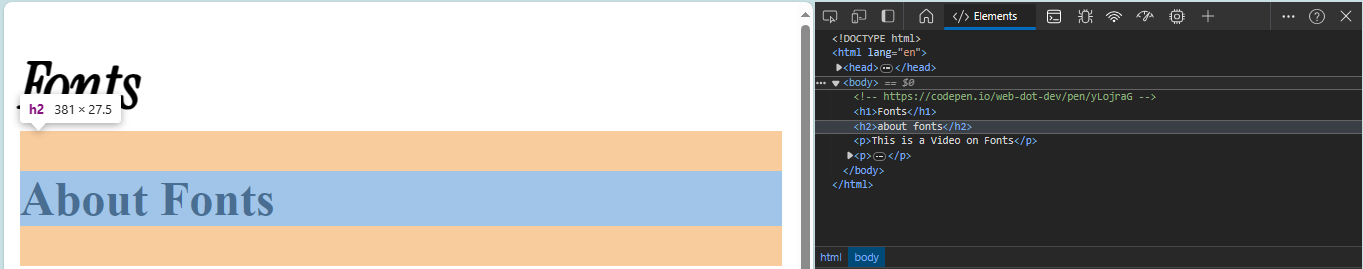 Fonts
h2 381 × 27.5
About Fonts
Elements
<!DOCTYPE html>
<html lang="en">
<head>···</head>
··· <body> == $0
<!-- https://codepen.io/web-dot-dev/pen/yLojraG -->
<h1>Fonts</h1>
<h2>about fonts</h2>
<p>This is a Video on Fonts</p>
<p>···</p>
</body>
</html>
html body